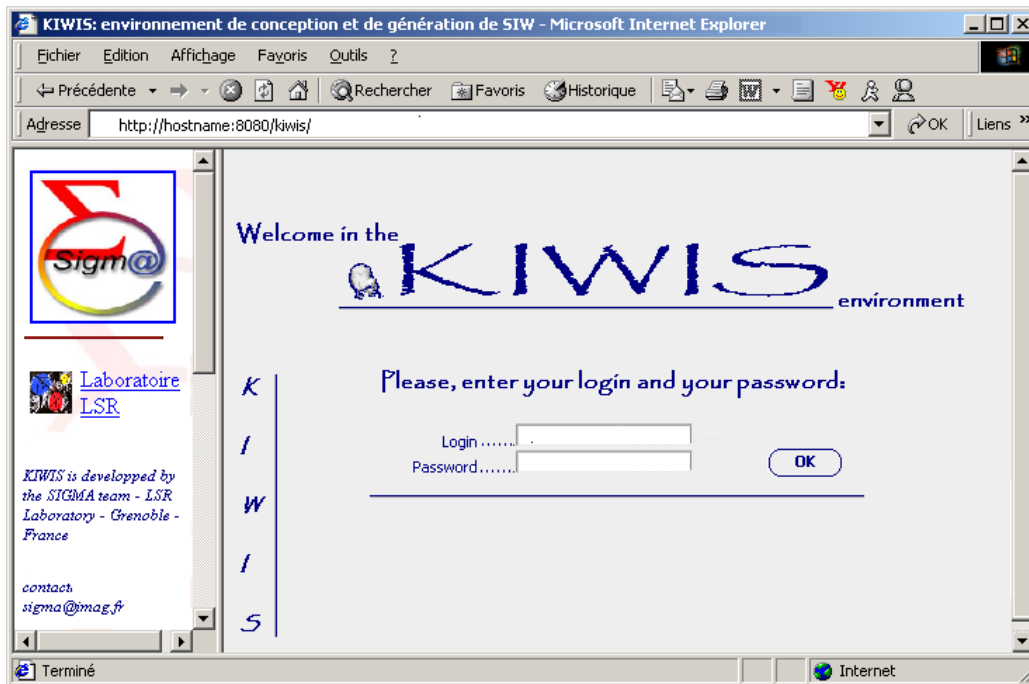 KIWIS: environnement de conception et de génération de SIW - Microsoft Internet Explorer
Fichier Edition Affichage Favoris Outils ?
Précédente Rechercher Favoris Historique
Adresse http://hostname:8080/kiwis/ OK Liens »
Sigm@
Laboratoire
LSR
KIWIS is developped by
the SIGMA team - LSR
Laboratory - Grenoble -
France
contact:
sigma@imag.fr
Welcome in the
KIWIS
environment
K
I
W
I
S
Please, enter your login and your password:
Login ......
Password.......
OK
Terminé
Internet